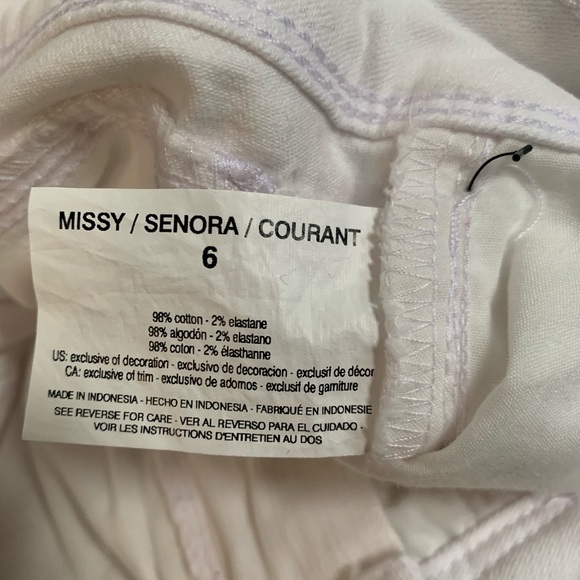 MISSY / SENORA / COURANT
6
98% cotton - 2% elastane
98% algodón - 2% elastano
98% coton - 2% élasthanne
US: exclusive of decoration - exclusivo de decoracion - exclusif de décor
CA: exclusive of trim - exclusivo de adornos - exclusif de garniture
MADE IN INDONESIA - HECHO EN INDONESIA - FABRIQUÉ EN INDONESIE
SEE REVERSE FOR CARE - VER AL REVERSO PARA EL CUIDADO -
VOIR LES INSTRUCTIONS D'ENTRETIEN AU DOS